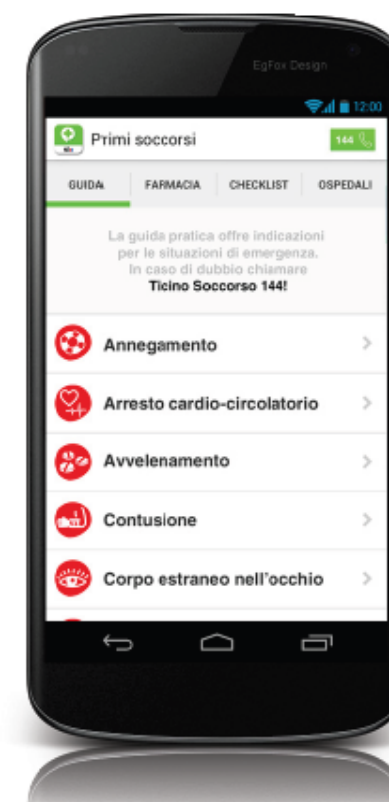 EgFox Design
12:00
Primi soccorsi
144
GUIDA FARMACIA CHECKLIST OSPEDALI
La guida pratica offre indicazioni
per le situazioni di emergenza.
In caso di dubbio chiamare
Ticino Soccorso 144!
Annegamento
Arresto cardio-circolatorio
Avvelenamento
Contusione
Corpo estraneo nell'occhio